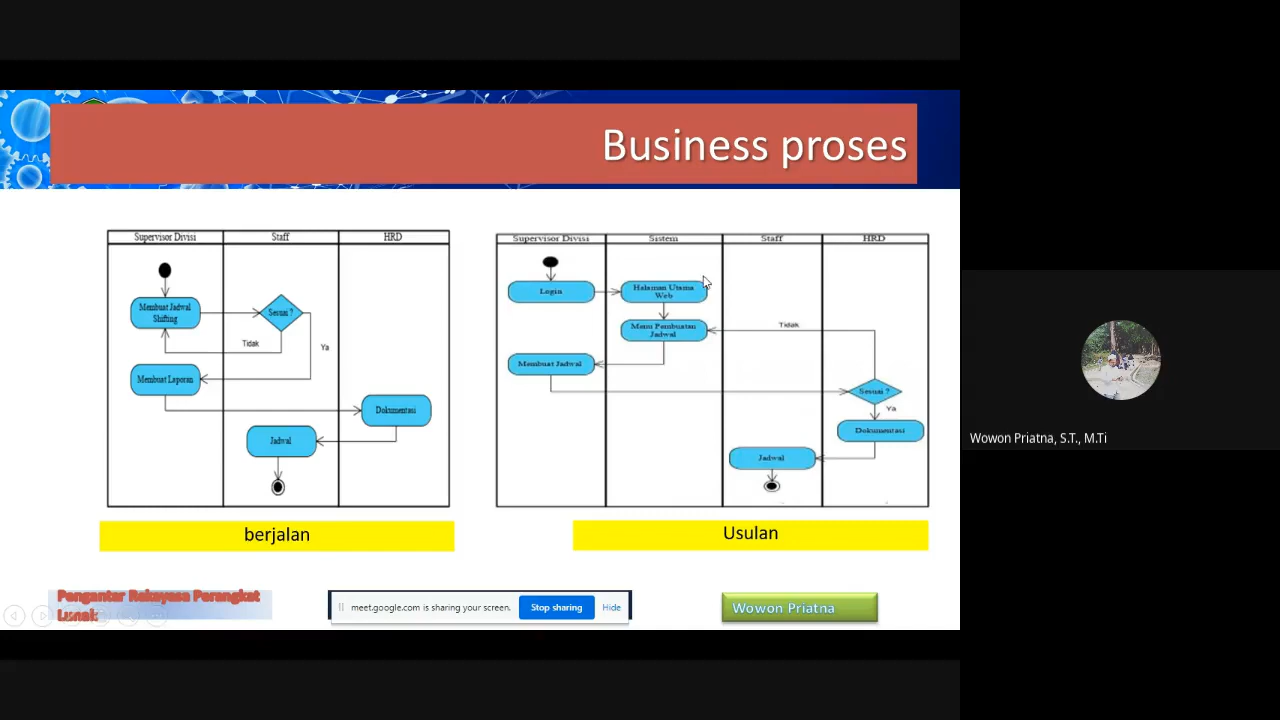 Business proses
Supervisor Divisi
Staff
HRD
Membuat Jadwal
Shifting
Sesuai ?
Tidak
Ya
Membuat Laporan
Dokumentasi
Jadwal
berjalan
Supervisor Divisi
Sistem
Staff
HRD
Login
Halaman Utama
Web
Menu Pembuatan
Jadwal
Tidak
Membuat Jadwal
Sesuai ?
Ya
Dokumentasi
Jadwal
Usulan
Pengantar Rekayasa Perangkat
Lunak
meet.google.com is sharing your screen.
Stop sharing
Hide
Wowon Priatna
Wowon Priatna, S.T., M.Ti